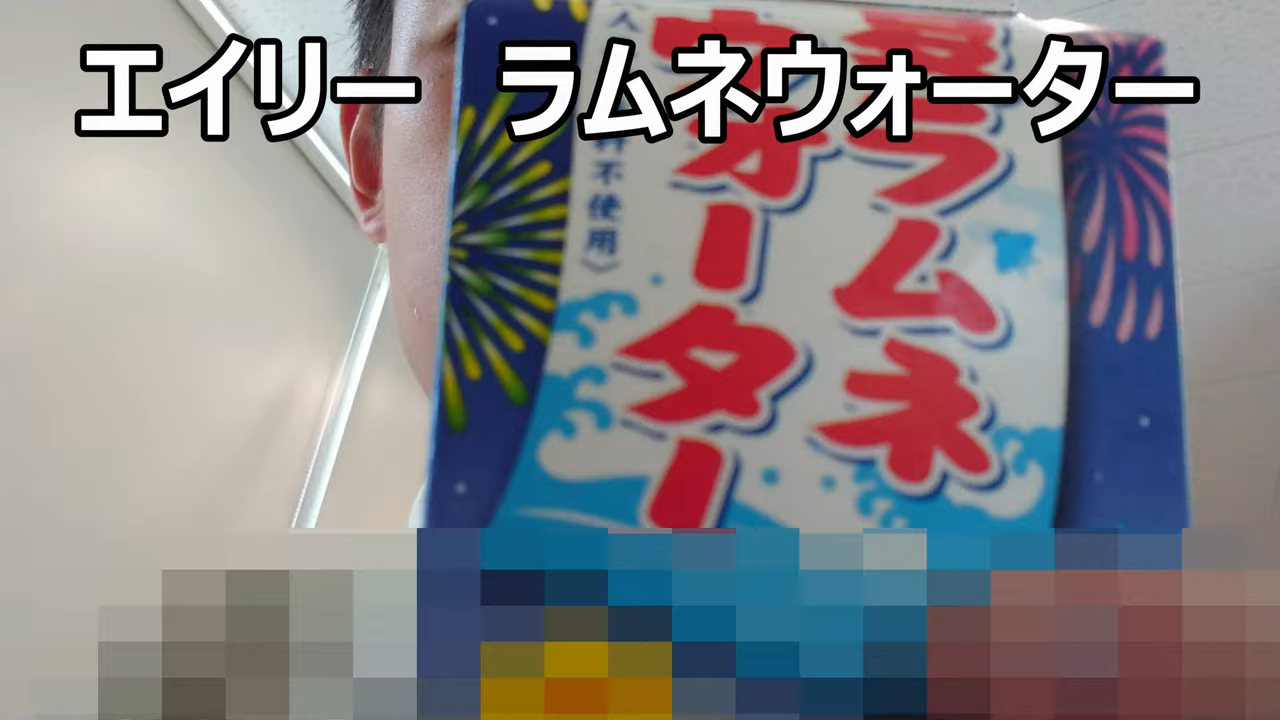 エイリー　ラムネウォーター
夏ラムネ
ウォーター
不使用〉